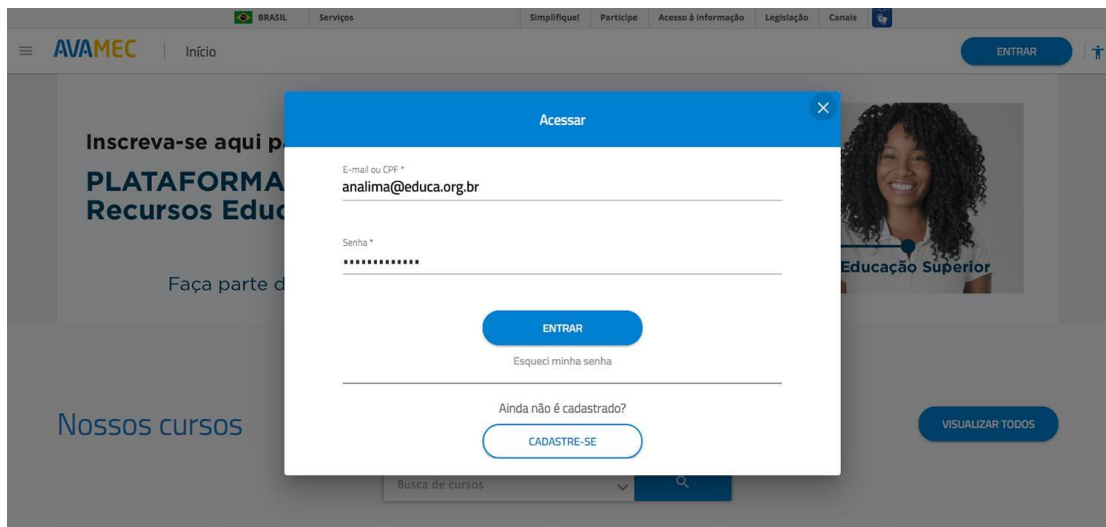 BRASIL Serviços Simplifique! Participe Acesso à informação Legislação Canais
AVAMEC Início ENTRAR
Acessar
Inscreva-se aqui
PLATAFORMA
Recursos
Faça parte
E-mail ou CPF *
analima@educa.org.br
Senha *
•••••••••••••
ENTRAR
Esqueci minha senha
Ainda não é cadastrado?
CADASTRE-SE
Educação Superior
Nossos cursos
VISUALIZAR TODOS
Busca de cursos